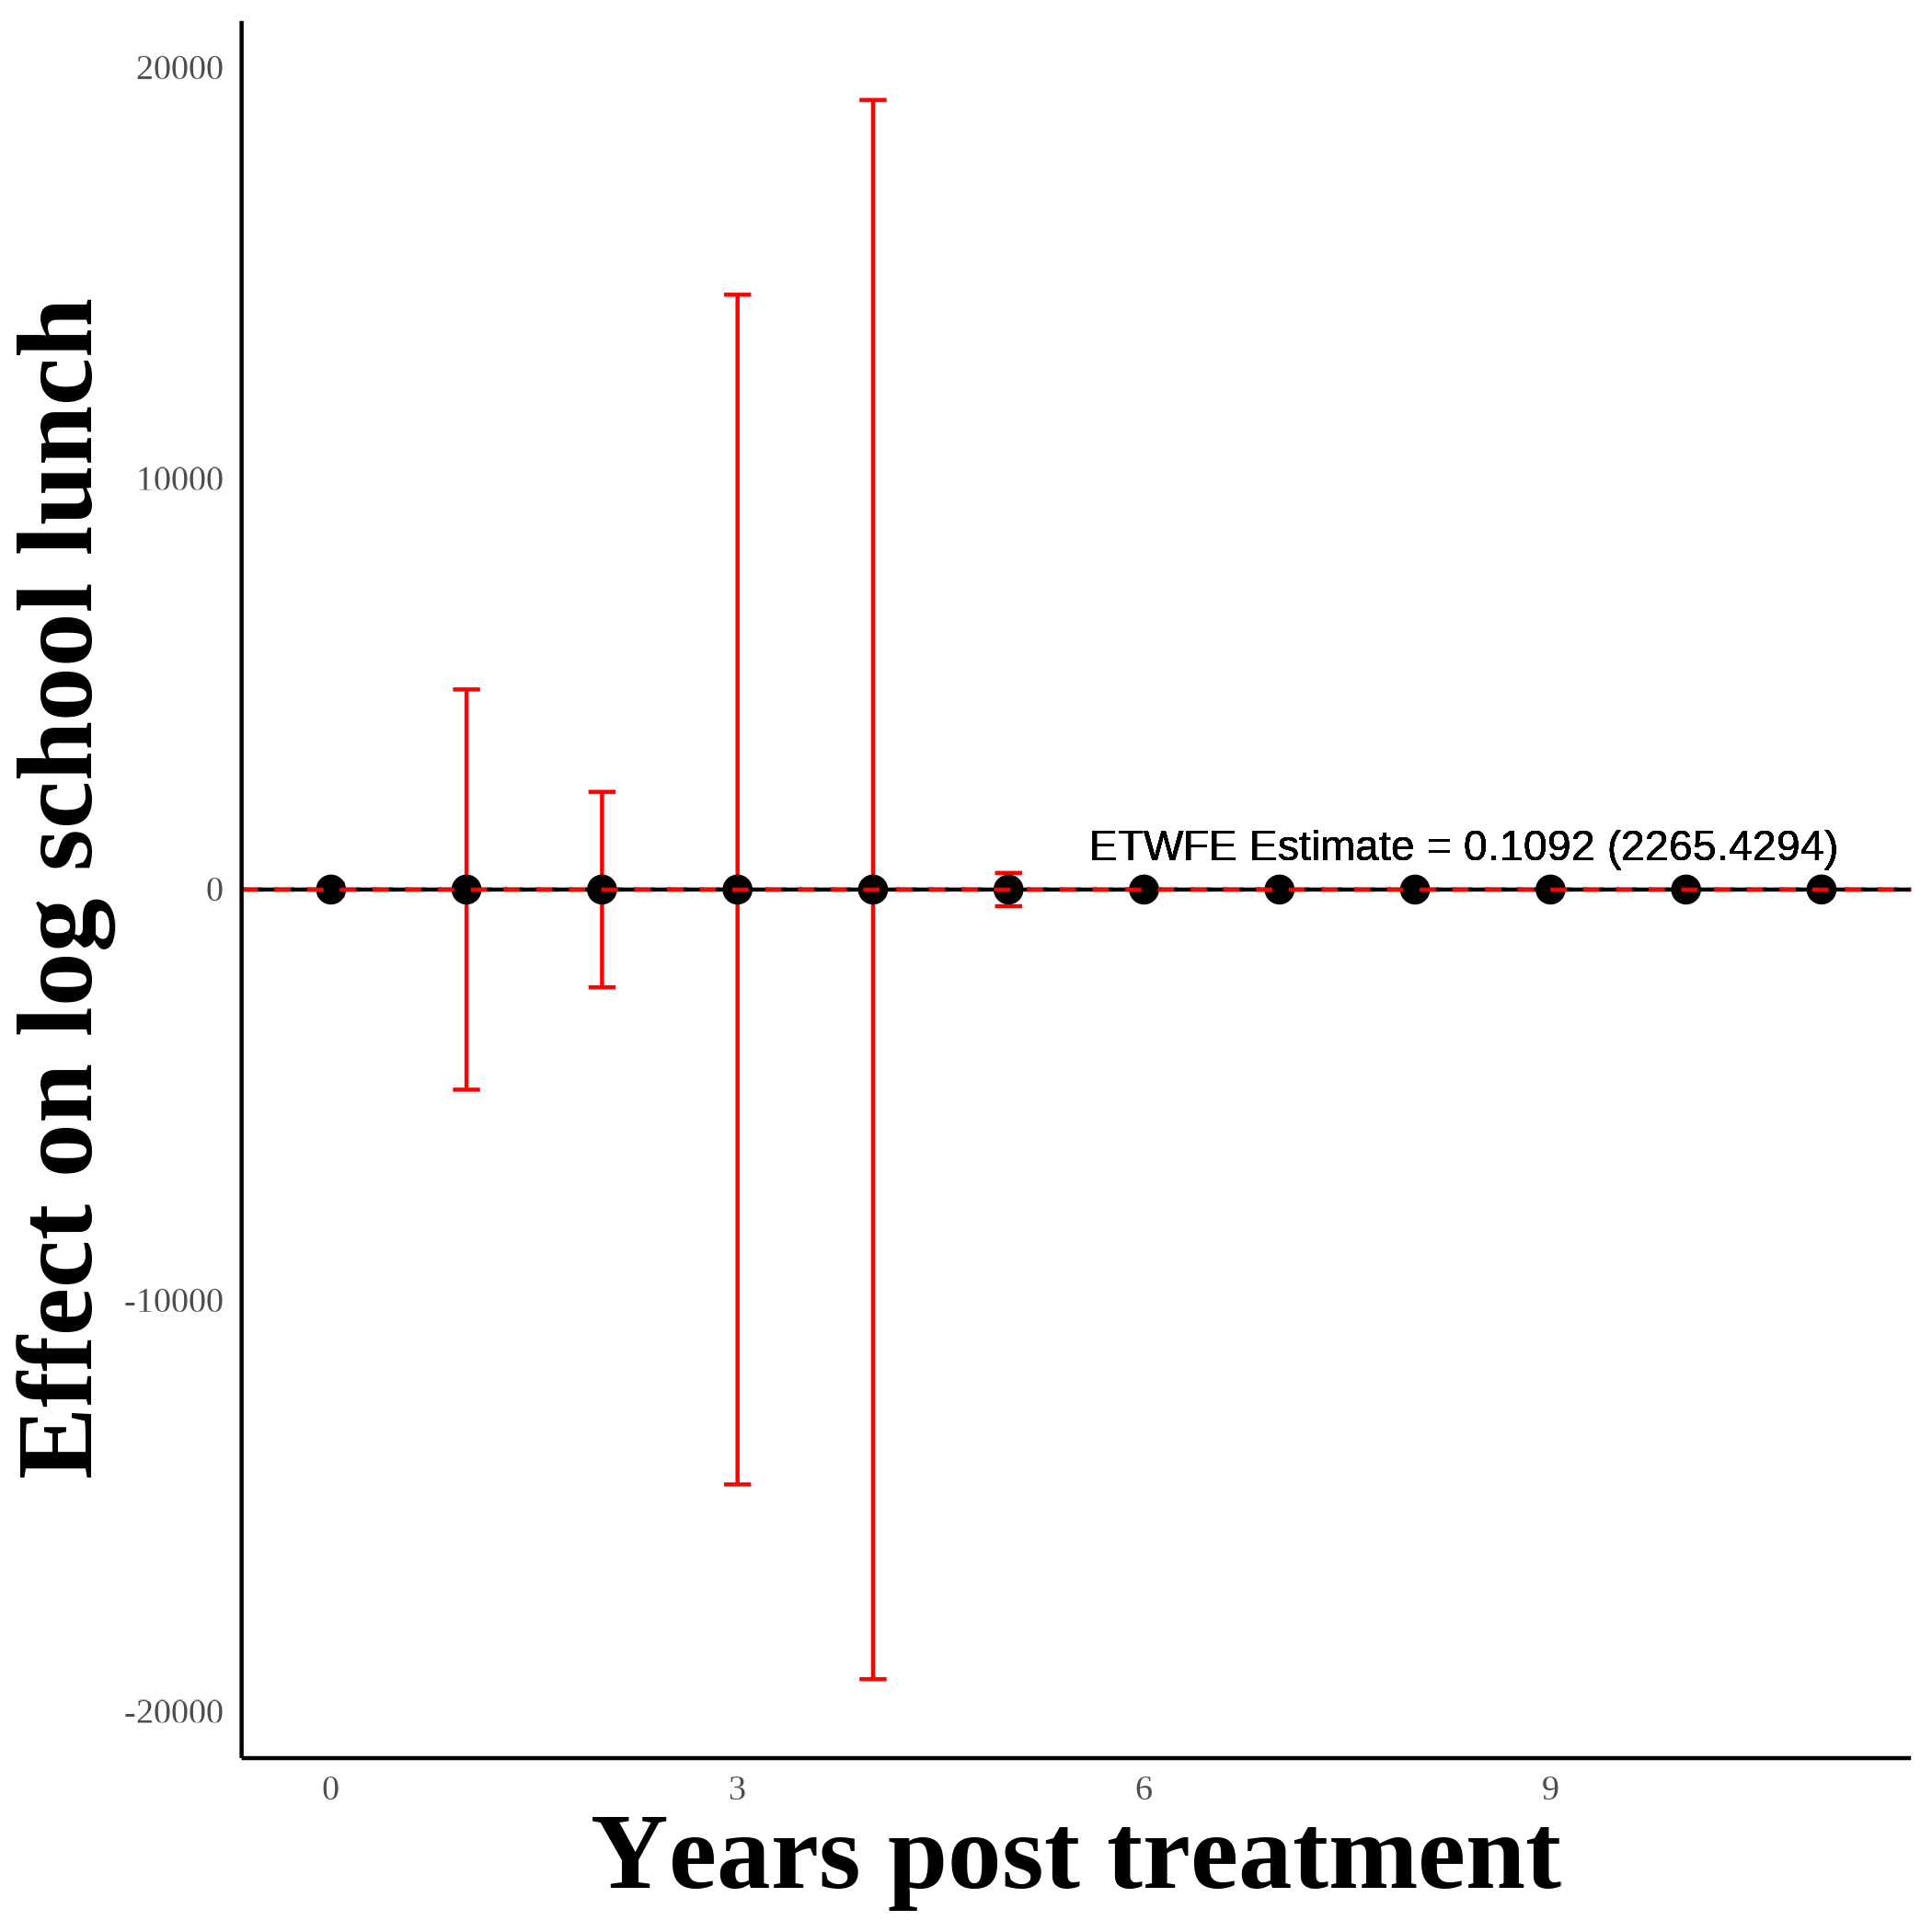 Effect on log school lunch
20000
10000
0
-10000
-20000
ETWFE Estimate = 0.1092 (2265.4294)
0 3 6 9
Years post treatment